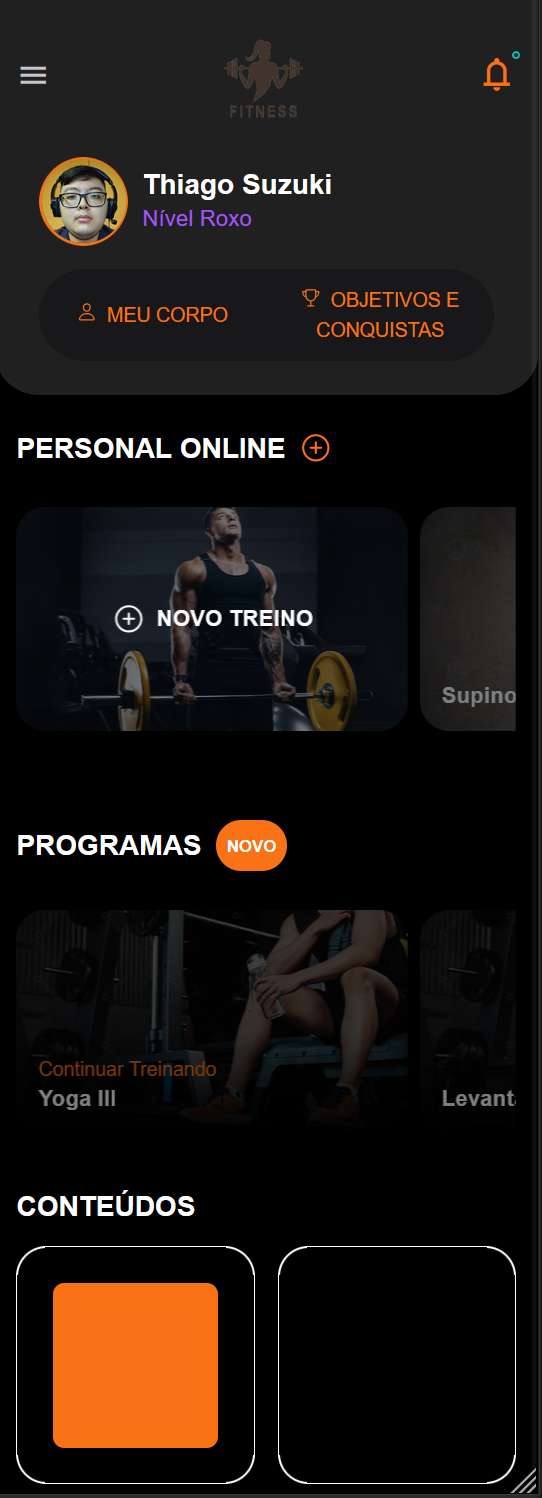 FITNESS
Thiago Suzuki
Nível Roxo
MEU CORPO
OBJETIVOS E
CONQUISTAS
PERSONAL ONLINE
NOVO TREINO
Supino
PROGRAMAS
NOVO
Continuar Treinando
Yoga III
Levanta
CONTEÚDOS